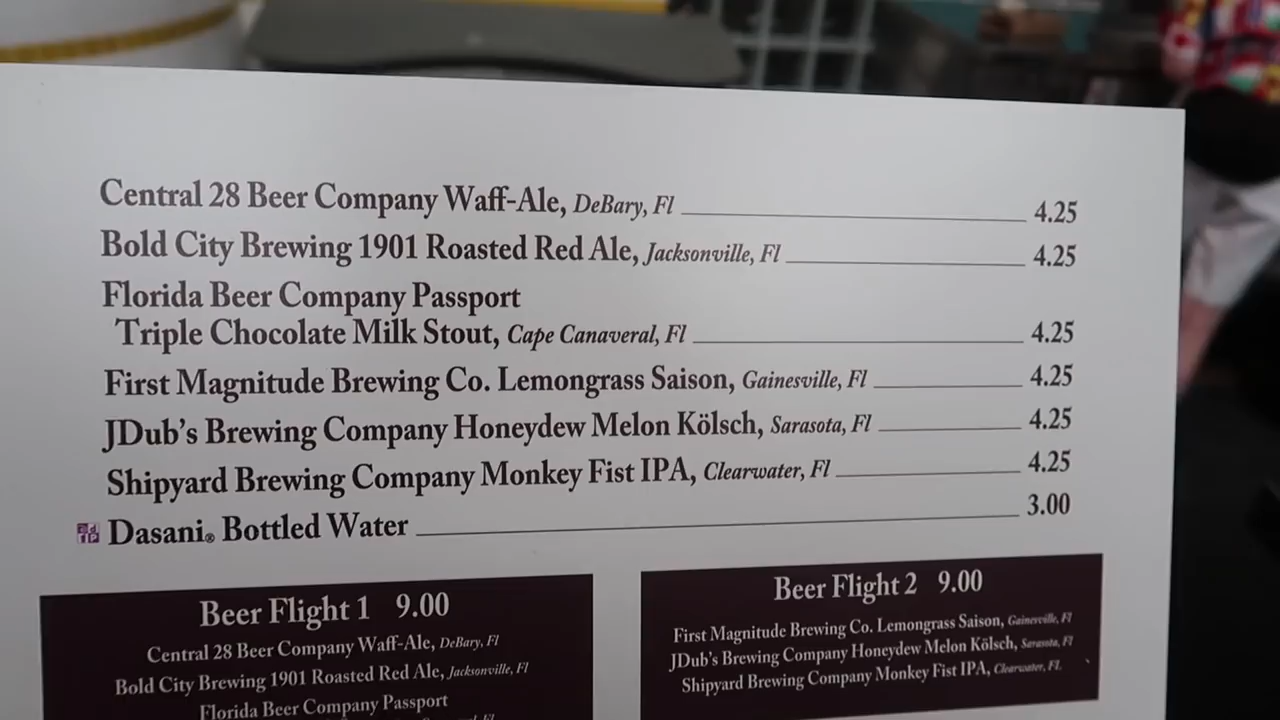 Central 28 Beer Company Waff-Ale, DeBary, Fl 4.25
Bold City Brewing 1901 Roasted Red Ale, Jacksonville, Fl 4.25
Florida Beer Company Passport
Triple Chocolate Milk Stout, Cape Canaveral, Fl 4.25
First Magnitude Brewing Co. Lemongrass Saison, Gainesville, Fl 4.25
JDub's Brewing Company Honeydew Melon Kölsch, Sarasota, Fl 4.25
Shipyard Brewing Company Monkey Fist IPA, Clearwater, Fl 4.25
Dasani® Bottled Water 3.00
Beer Flight 1 9.00
Central 28 Beer Company Waff-Ale, DeBary, Fl
Bold City Brewing 1901 Roasted Red Ale, Jacksonville, Fl
Florida Beer Company Passport
Beer Flight 2 9.00
First Magnitude Brewing Co. Lemongrass Saison, Gainesville, Fl
JDub's Brewing Company Honeydew Melon Kölsch, Sarasota, Fl
Shipyard Brewing Company Monkey Fist IPA, Clearwater, Fl.